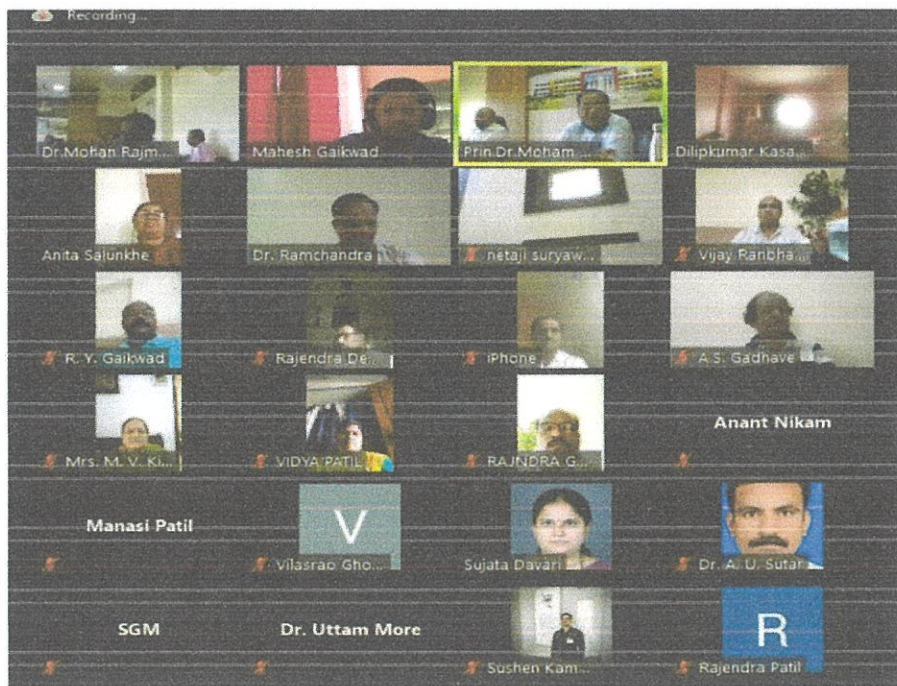 Recording...
Dr.Mohan Rajm...
Mahesh Gaikwad
Prin.Dr.Moham...
Dilipkumar Kasa...
Anita Salunkhe
Dr. Ramchandra
netaji suryaw...
Vijay Ranbha...
R. Y. Gaikwad
Rajendra De...
iPhone
A.S. Gadhave
Mrs. M. V. Ki...
VIDYA PATIL
RAJNDRA G...
Anant Nikam
Manasi Patil
V
Vilasrao Gho...
Sujata Davari
Dr. A. U. Sutar
SGM
Dr. Uttam More
Sushen Kam...
R
Rajendra Patil